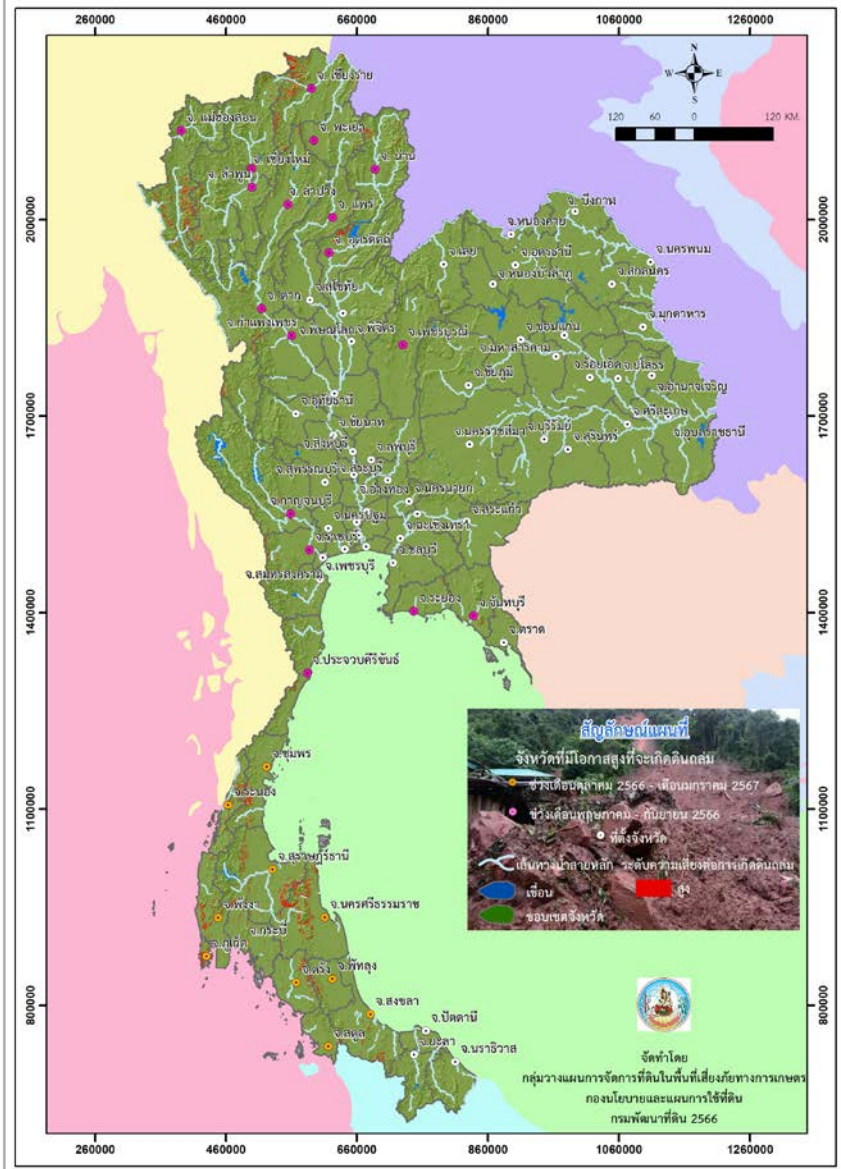 260000 460000 660000 860000 1060000 1260000
N
W E
S
120 60 0 120 KM.
จ. เชียงราย
จ. แม่ฮ่องสอน
จ. พะเยา
จ. เชียงใหม่
จ. น่าน
จ. ลำพูน
จ. ลำปาง
จ. แพร่
จ. อุตรดิตถ์
จ. บึงกาฬ
จ.หนองคาย
จ.นครพนม
จ.เลย
จ.อุดรธานี
จ.สกลนคร
จ.หนองบัวลำภู
จ.สุโขทัย
จ. ตาก
จ.มุกดาหาร
จ.กำแพงเพชร
จ.พิษณุโลก
จ.พิจิตร
จ.เพชรบูรณ์
จ.ขอนแก่น
จ.มหาสารคาม
จ.ชัยภูมิ
จ.ร้อยเอ็ด
จ.ยโสธร
จ.อำนาจเจริญ
จ.อุทัยธานี
จ.ศรีสะเกษ
จ.ชัยนาท
จ.อุบลราชธานี
จ.สิงห์บุรี
จ.ลพบุรี
จ.นครราชสีมา
จ.บุรีรัมย์
จ.สุรินทร์
จ.สุพรรณบุรี
จ.สระบุรี
จ.อ่างทอง
จ.นครนายก
จ.กาญจนบุรี
จ.นครปฐม
จ.สระแก้ว
จ.ฉะเชิงเทรา
จ.ราชบุรี
จ.ชลบุรี
จ.เพชรบุรี
จ.สมุทรสงคราม
จ.ระยอง
จ.จันทบุรี
จ.ตราด
จ.ประจวบคีรีขันธ์
จ.ชุมพร
จ.ระนอง
จ.สุราษฎร์ธานี
จ.พังงา
จ.นครศรีธรรมราช
จ.กระบี่
จ.ภูเก็ต
จ.ตรัง
จ.พัทลุง
จ.สงขลา
จ.สตูล
จ.ปัตตานี
จ.ยะลา
จ.นราธิวาส
สัญลักษณ์แผนที่
จังหวัดที่มีโอกาสสูงที่จะเกิดดินถล่ม
ช่วงเดือนตุลาคม 2566 - เดือนมกราคม 2567
ช่วงเดือนพฤษภาคม - กันยายน 2566
ที่ตั้งจังหวัด
เส้นทางน้ำสายหลัก ระดับความเสี่ยงต่อการเกิดดินถล่ม
เขื่อน สูง
ขอบเขตจังหวัด
จัดทำโดย
กลุ่มวางแผนการจัดการที่ดินในพื้นที่เสี่ยงภัยทางการเกษตร
กองนโยบายและแผนการใช้ที่ดิน
กรมพัฒนาที่ดิน 2566
2000000 2000000
1700000 1700000
1400000 1400000
1100000 1100000
800000 800000
260000 460000 660000 860000 1060000 1260000